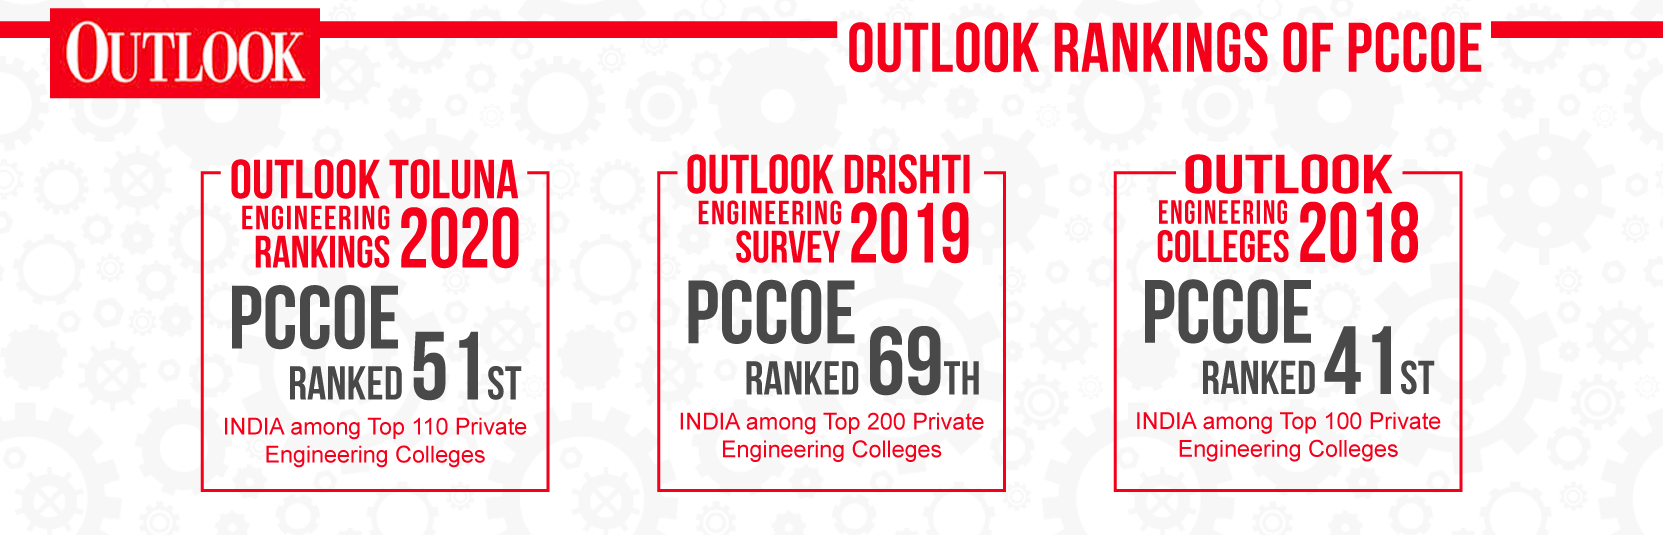 OUTLOOK
OUTLOOK RANKINGS OF PCCOE
OUTLOOK TOLUNA
ENGINEERING
RANKINGS 2020
PCCOE
RANKED 51ST
INDIA among Top 110 Private
Engineering Colleges
OUTLOOK DRISHTI
ENGINEERING
SURVEY 2019
PCCOE
RANKED 69TH
INDIA among Top 200 Private
Engineering Colleges
OUTLOOK
ENGINEERING
COLLEGES 2018
PCCOE
RANKED 41ST
INDIA among Top 100 Private
Engineering Colleges